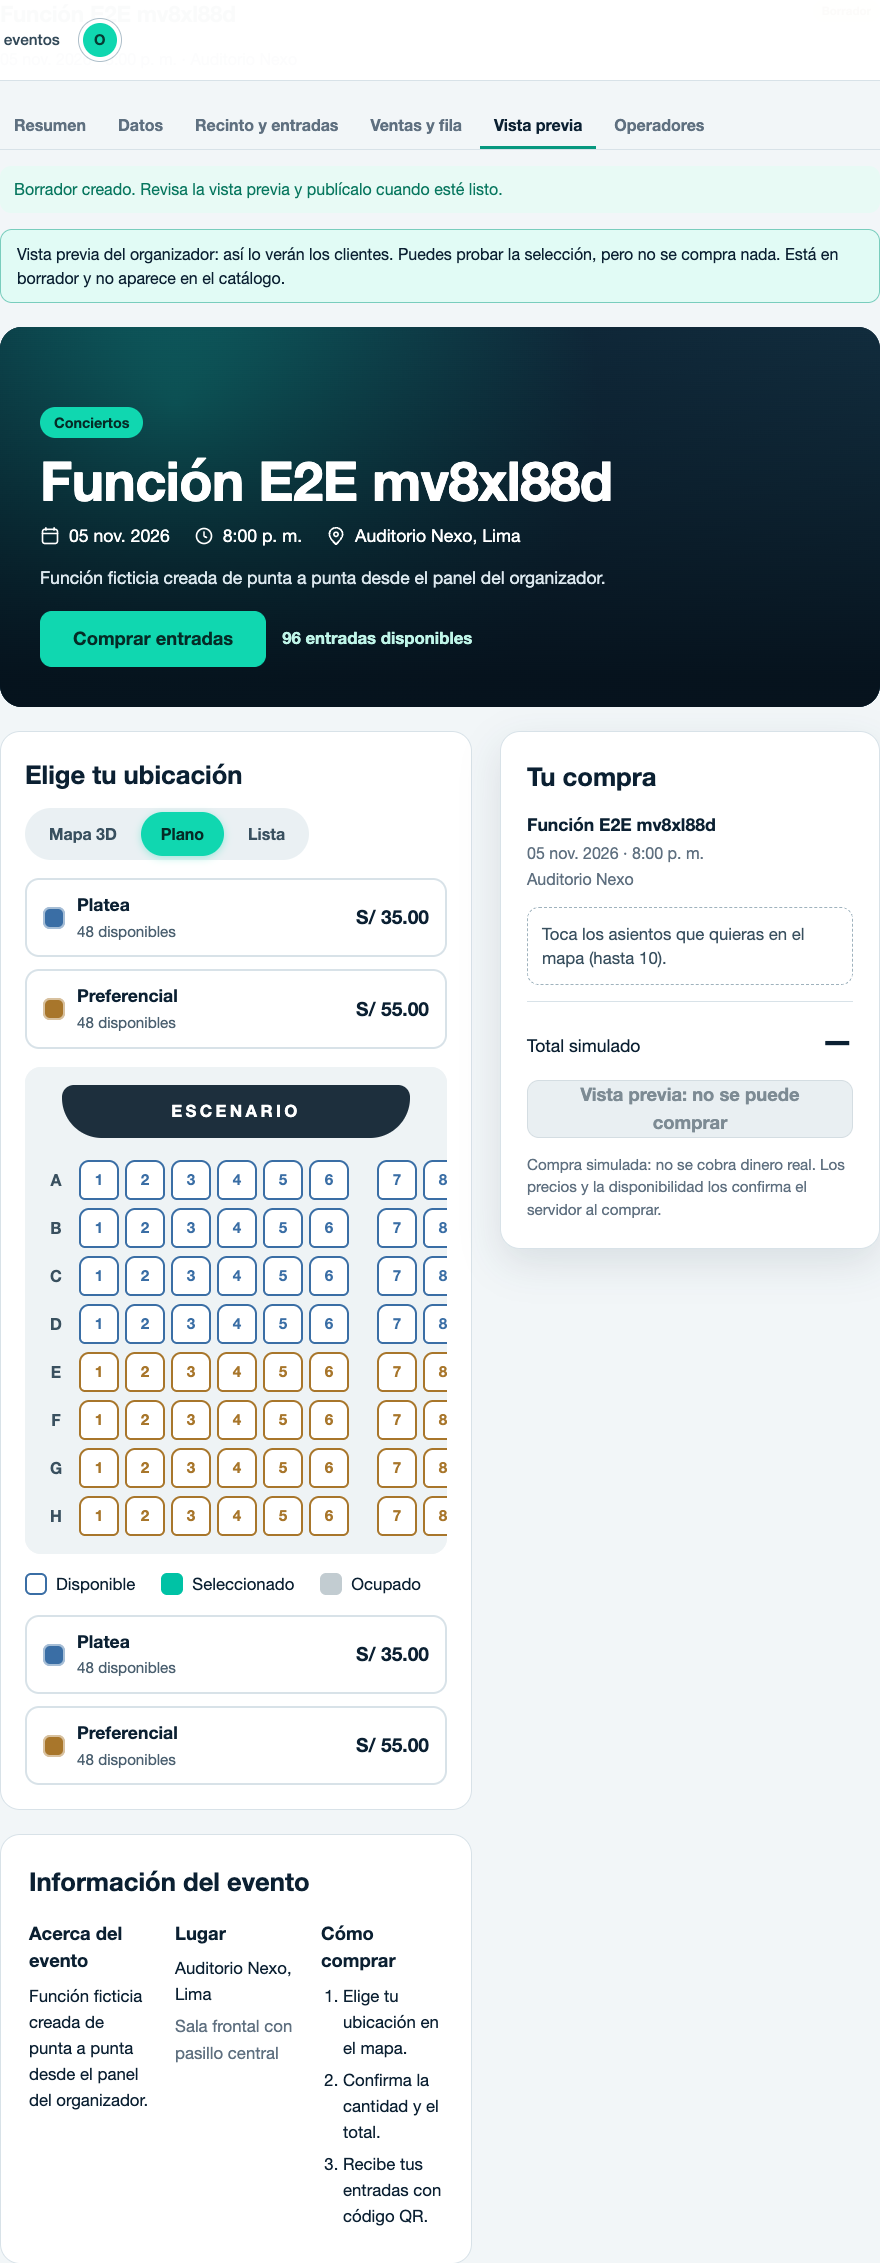 Función E2E mv8xl88d
eventos
O
Resumen Datos Recinto y entradas Ventas y fila Vista previa Operadores
Borrador creado. Revisa la vista previa y publícalo cuando esté listo.
Vista previa del organizador: así lo verán los clientes. Puedes probar la selección, pero no se compra nada. Está en
borrador y no aparece en el catálogo.
Conciertos
Función E2E mv8xl88d
05 nov. 2026 8:00 p. m. Auditorio Nexo, Lima
Función ficticia creada de punta a punta desde el panel del organizador.
Comprar entradas 96 entradas disponibles
Elige tu ubicación
Mapa 3D Plano Lista
Platea
48 disponibles
S/ 35.00
Preferencial
48 disponibles
S/ 55.00
ESCENARIO
A 1 2 3 4 5 6 7 8
B 1 2 3 4 5 6 7 8
C 1 2 3 4 5 6 7 8
D 1 2 3 4 5 6 7 8
E 1 2 3 4 5 6 7 8
F 1 2 3 4 5 6 7 8
G 1 2 3 4 5 6 7 8
H 1 2 3 4 5 6 7 8
Disponible Seleccionado Ocupado
Platea
48 disponibles
S/ 35.00
Preferencial
48 disponibles
S/ 55.00
Tu compra
Función E2E mv8xl88d
05 nov. 2026 · 8:00 p. m.
Auditorio Nexo
Toca los asientos que quieras en el
mapa (hasta 10).
Total simulado —
Vista previa: no se puede
comprar
Compra simulada: no se cobra dinero real. Los
precios y la disponibilidad los confirma el
servidor al comprar.
Información del evento
Acerca del
evento
Función ficticia
creada de
punta a punta
desde el panel
del organizador.
Lugar
Auditorio Nexo,
Lima
Sala frontal con
pasillo central
Cómo
comprar
1. Elige tu
ubicación en
el mapa.
2. Confirma la
cantidad y el
total.
3. Recibe tus
entradas con
código QR.